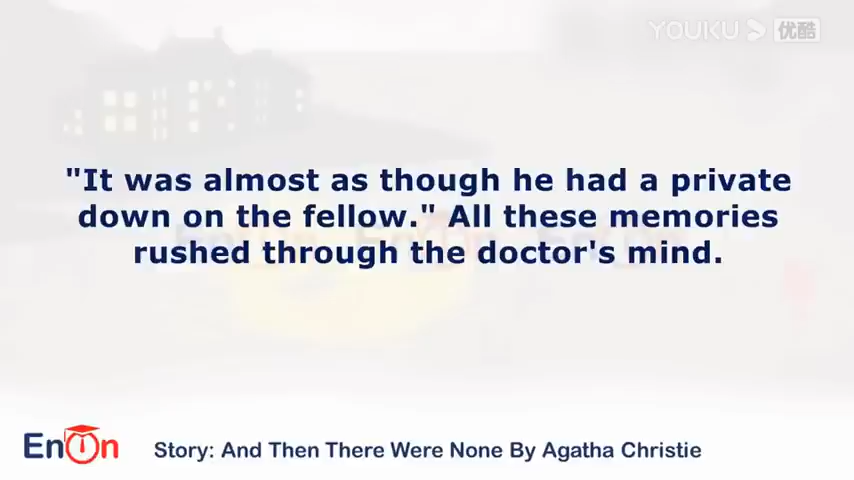 YOUKU 优酷
"It was almost as though he had a private
down on the fellow." All these memories
rushed through the doctor's mind.
EnOn
Story: And Then There Were None By Agatha Christie